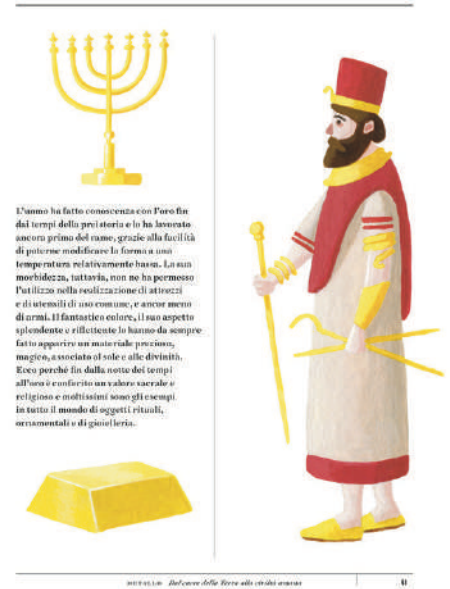 L'uomo ha fatto conoscenza con l'oro fin
dai tempi della preistoria e lo ha lavorato
ancora prima del rame, grazie alla facilità
di poterne modificare la forma a una
temperatura relativamente bassa. La sua
morbidezza, tuttavia, non ne ha permesso
l'utilizzo nella realizzazione di attrezzi
e di utensili di uso comune, e ancor meno
di armi. Il fantastico colore, il suo aspetto
splendente e riflettente lo hanno da sempre
fatto apparire un materiale prezioso,
magico, associato al sole e alle divinità.
Ecco perché fin dalla notte dei tempi
all'oro è conferito un valore sacrale e
religioso e moltissimi sono gli esempi
in tutto il mondo di oggetti rituali,
ornamentali e di gioielleria.
Dal cuore della Terra alle civiltà umane